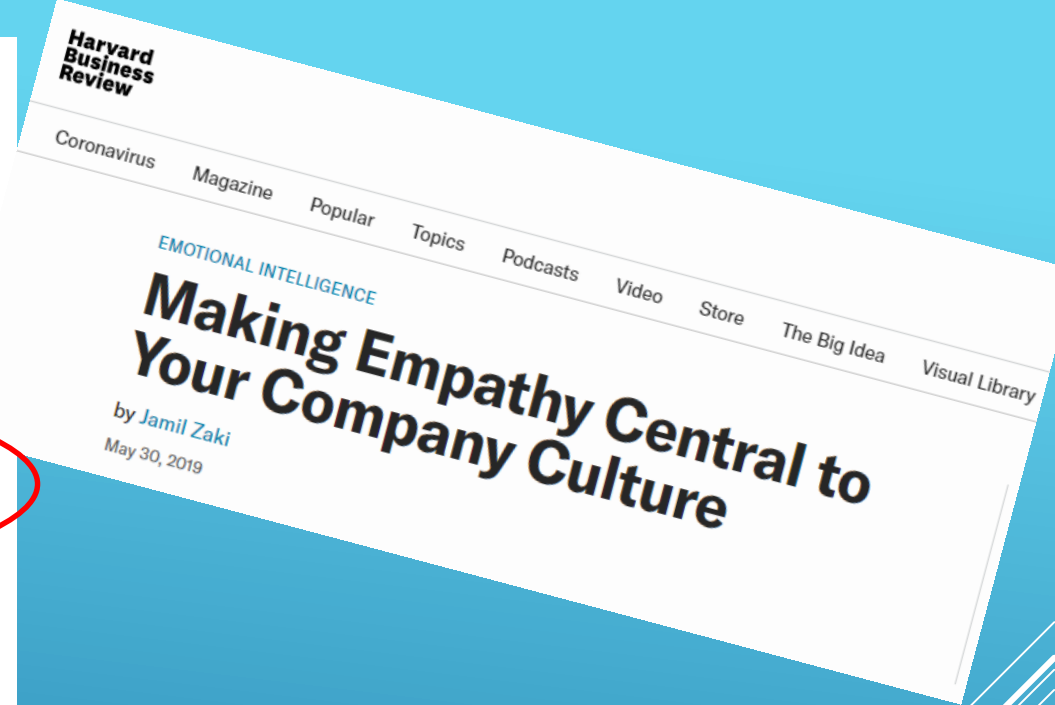 Harvard
Business
Review
Coronavirus Magazine Popular Topics Podcasts Video Store The Big Idea Visual Library
EMOTIONAL INTELLIGENCE
Making Empathy Central to
Your Company Culture
by Jamil Zaki
May 30, 2019